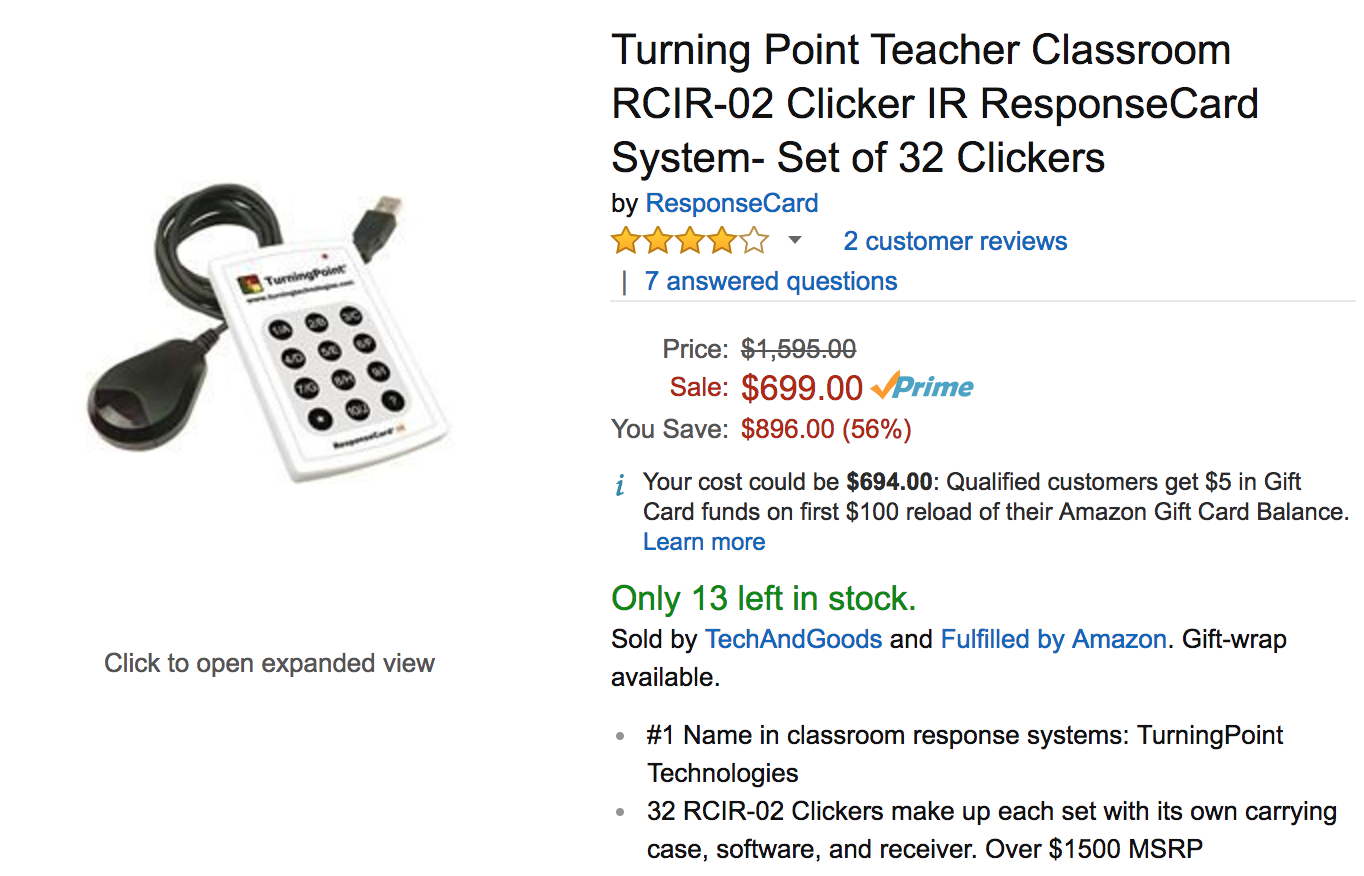 Turning Point Teacher Classroom
RCIR-02 Clicker IR ResponseCard
System- Set of 32 Clickers
by ResponseCard
2 customer reviews
| 7 answered questions
Price: $1,595.00
Sale: $699.00 Prime
You Save: $896.00 (56%)
i Your cost could be $694.00: Qualified customers get $5 in Gift
Card funds on first $100 reload of their Amazon Gift Card Balance.
Learn more
Only 13 left in stock.
Sold by TechAndGoods and Fulfilled by Amazon. Gift-wrap
available.
• #1 Name in classroom response systems: TurningPoint
Technologies
• 32 RCIR-02 Clickers make up each set with its own carrying
case, software, and receiver. Over $1500 MSRP
TurningPoint
www.turningtechnologies.com
1/A 2/B 3/C
4/D 5/E 6/F
7/G 8/H 9/I
10/J ?
ResponseCard IR
Click to open expanded view